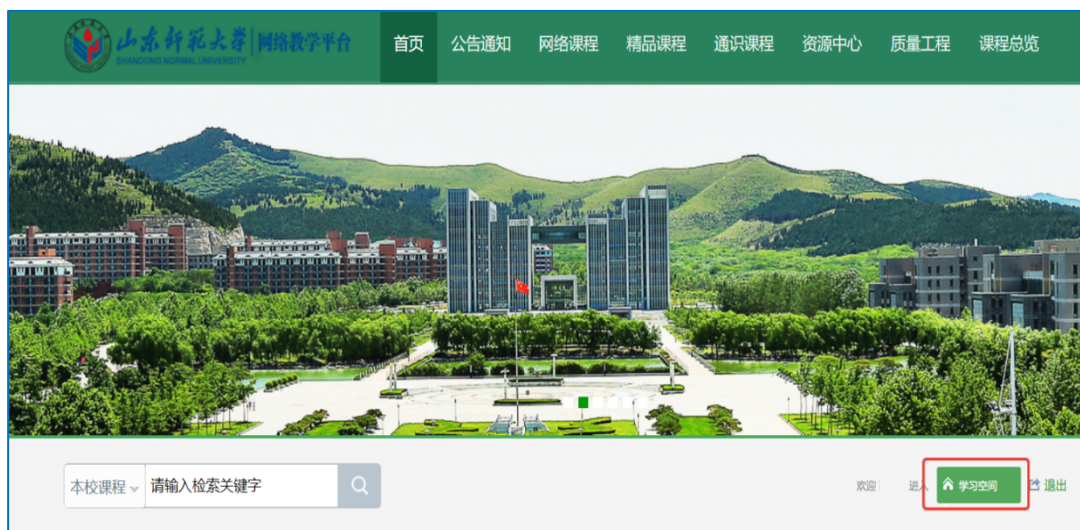 山东师范大学 网络教学平台
SHANDONG NORMAL UNIVERSITY
首页 公告通知 网络课程 精品课程 通识课程 资源中心 质量工程 课程总览
本校课程 请输入检索关键字 欢迎 进入 学习空间 退出